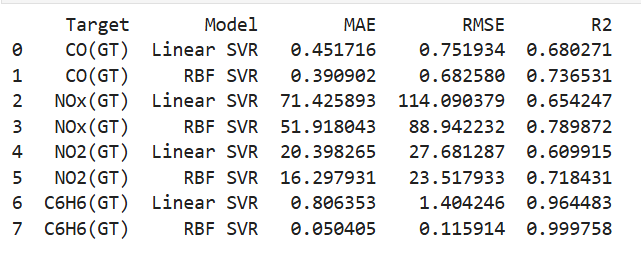 Target Model MAE RMSE R2
0 CO(GT) Linear SVR 0.451716 0.751934 0.680271
1 CO(GT) RBF SVR 0.390902 0.682580 0.736531
2 NOx(GT) Linear SVR 71.425893 114.090379 0.654247
3 NOx(GT) RBF SVR 51.918043 88.942232 0.789872
4 NO2(GT) Linear SVR 20.398265 27.681287 0.609915
5 NO2(GT) RBF SVR 16.297931 23.517933 0.718431
6 C6H6(GT) Linear SVR 0.806353 1.404246 0.964483
7 C6H6(GT) RBF SVR 0.050405 0.115914 0.999758